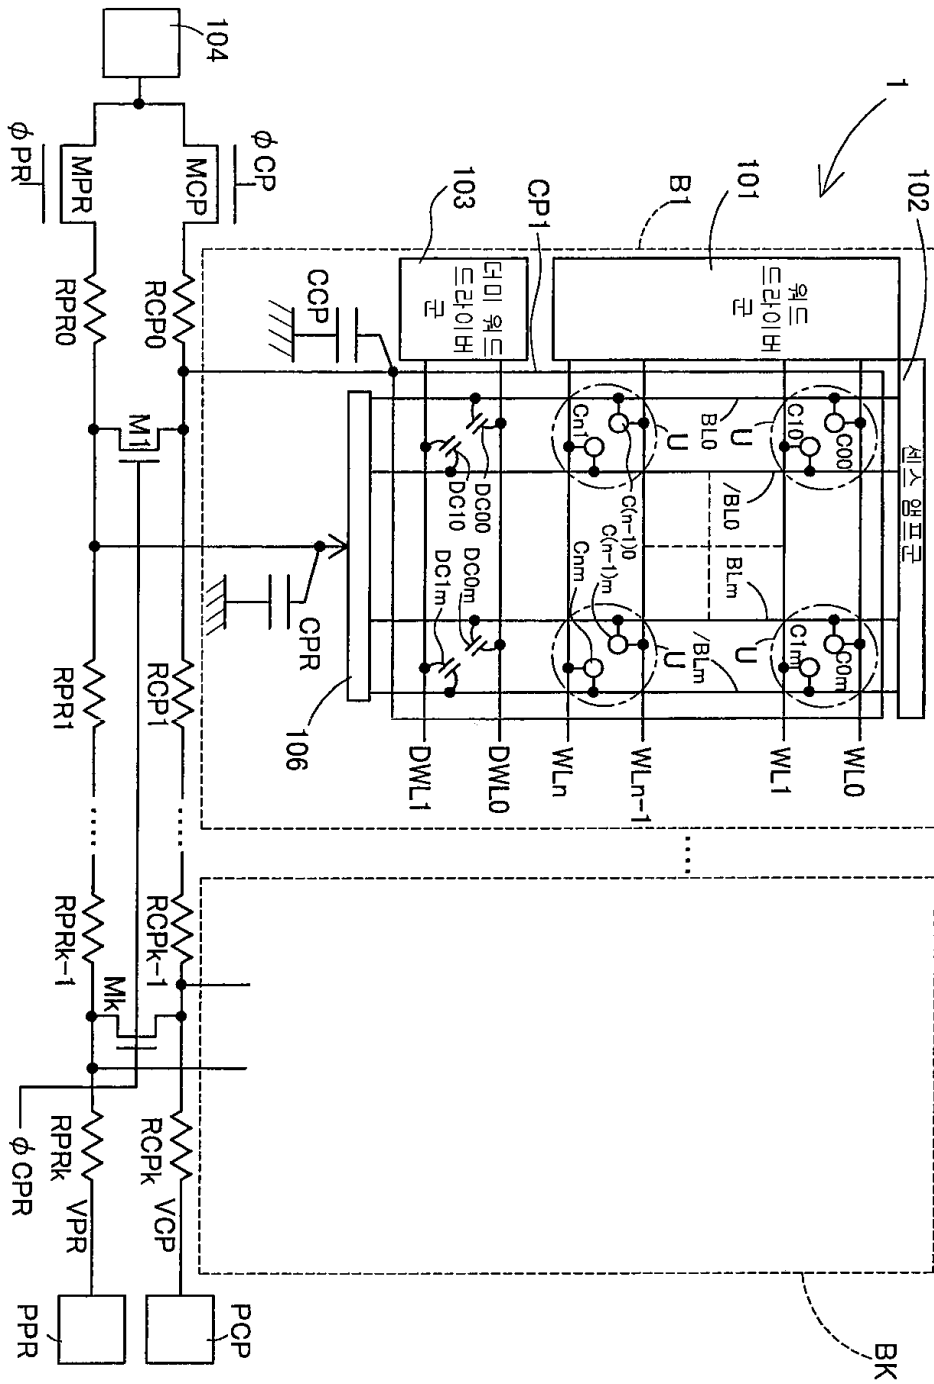 1
102
센스 앰프군
BK
C00
C0m
WL0
101
워드
드라이버
군
C10
C1m
WL1
U
U
/BL0
BLm
BL0
/BLm
B1
U
U
WLn-1
C(n-1)0
C(n-1)m
Cn1
Cnm
WLn
CP1
103
더미 워드
드라이버
군
DC00
DC0m
DWL0
DC10
DC1m
DWL1
CCP
CPR
106
104
φCP
MCP
RCP0
RCP1
RCPk-1
RCPk
VCP
PCP
M1
Mk
MPR
RPR0
RPR1
RPRk-1
RPRk
VPR
PPR
φPR
φCPR